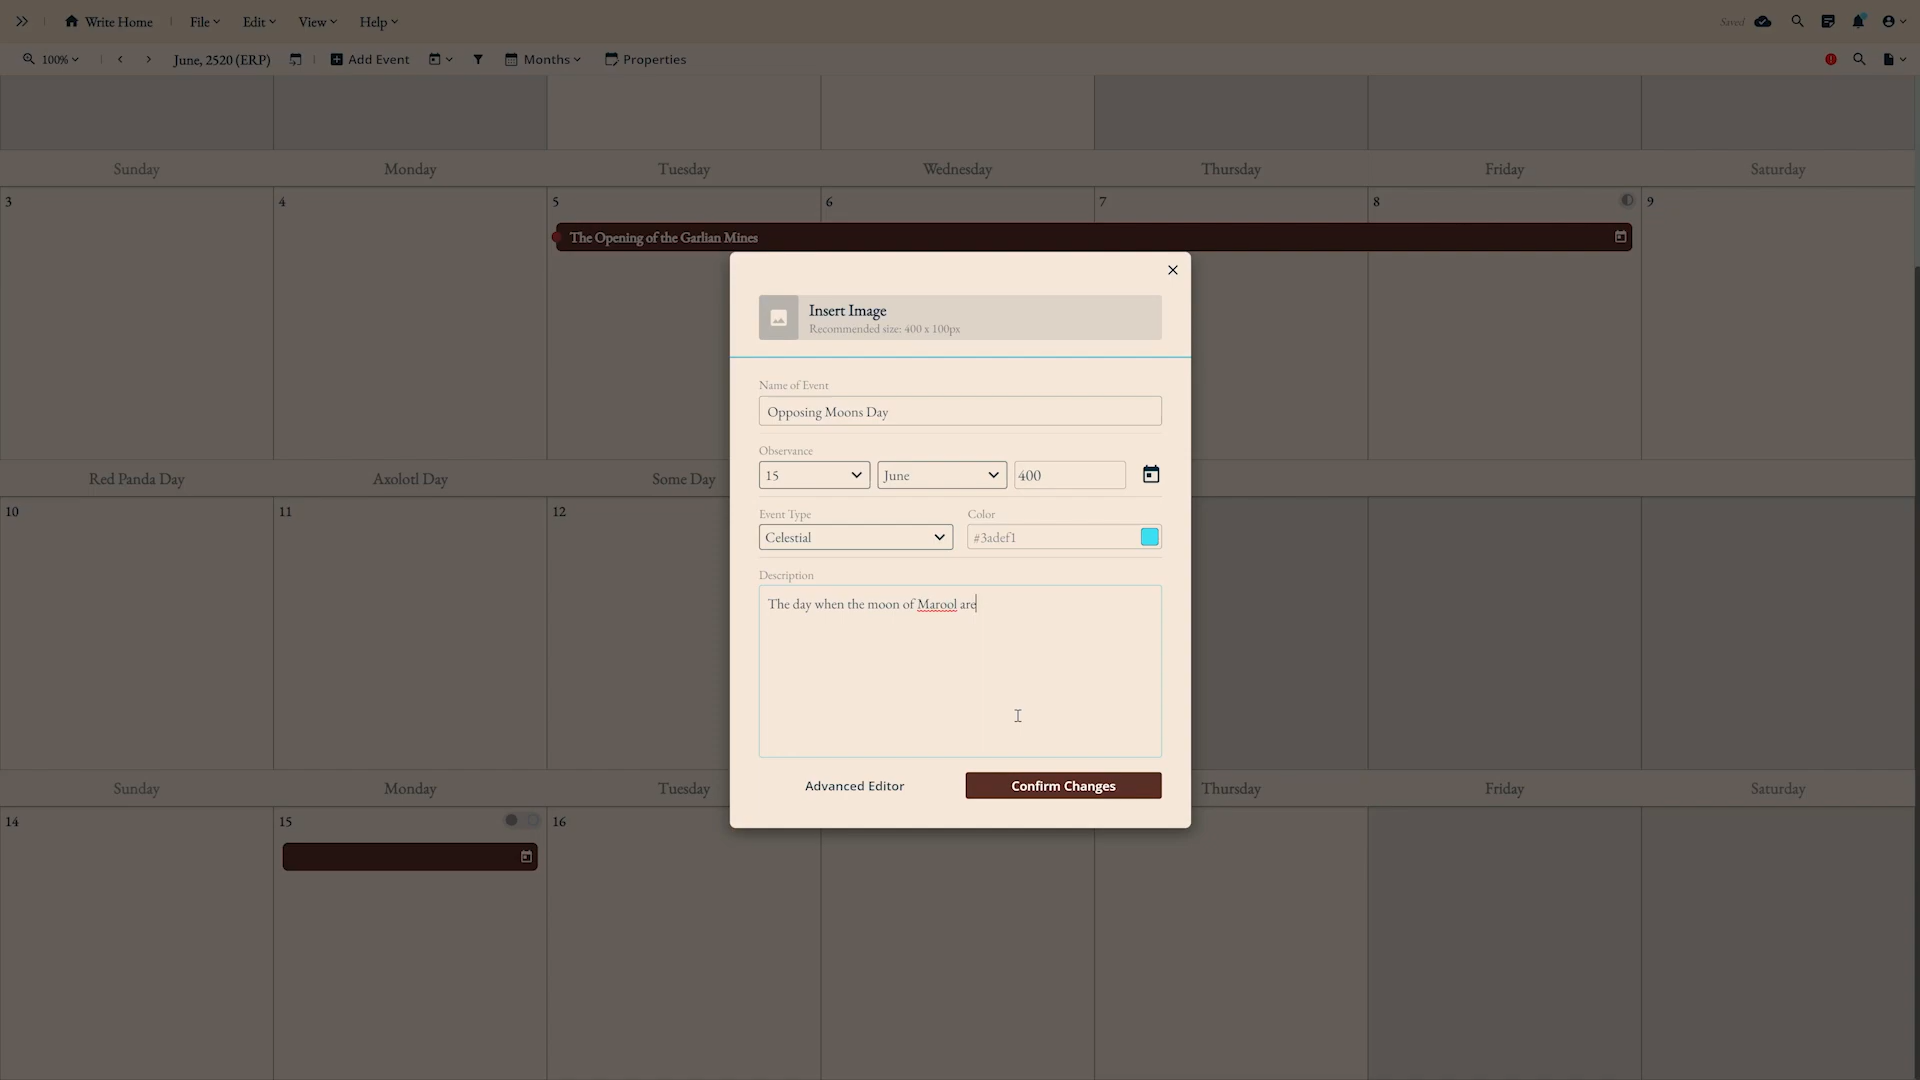 Write Home File Edit View Help Saved
100% June, 2520 (ERP) Add Event Months Properties
Sunday Monday Tuesday Wednesday Thursday Friday Saturday
3 4 5 6 7 8 9
The Opening of the Garlian Mines
Insert Image
Recommended size: 400 x 100px
Name of Event
Opposing Moons Day
Observance
15 June 400
Event Type Color
Celestial #3adef1
Description
The day when the moon of Marool are
Advanced Editor Confirm Changes
Red Panda Day Axolotl Day Some Day
10 11 12
Sunday Monday Tuesday Thursday Friday Saturday
14 15 16